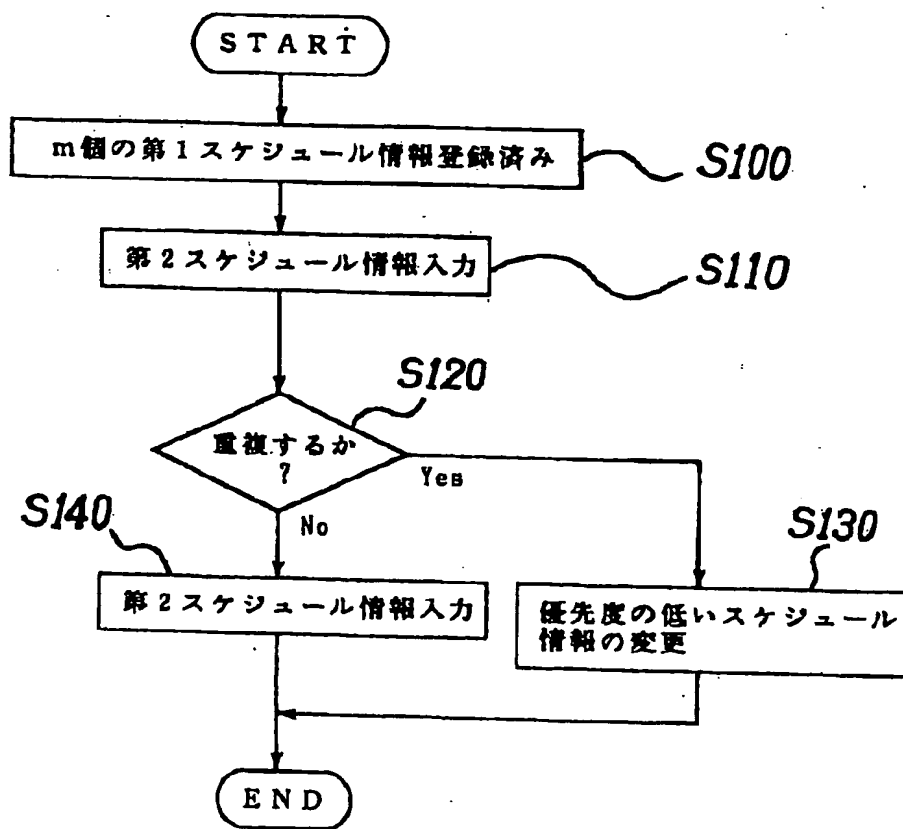 START
m個の第1スケジュール情報登録済み
S100
第2スケジュール情報入力
S110
S120
重複するか
?
Yes
No
S140
第2スケジュール情報入力
S130
優先度の低いスケジュール
情報の変更
END